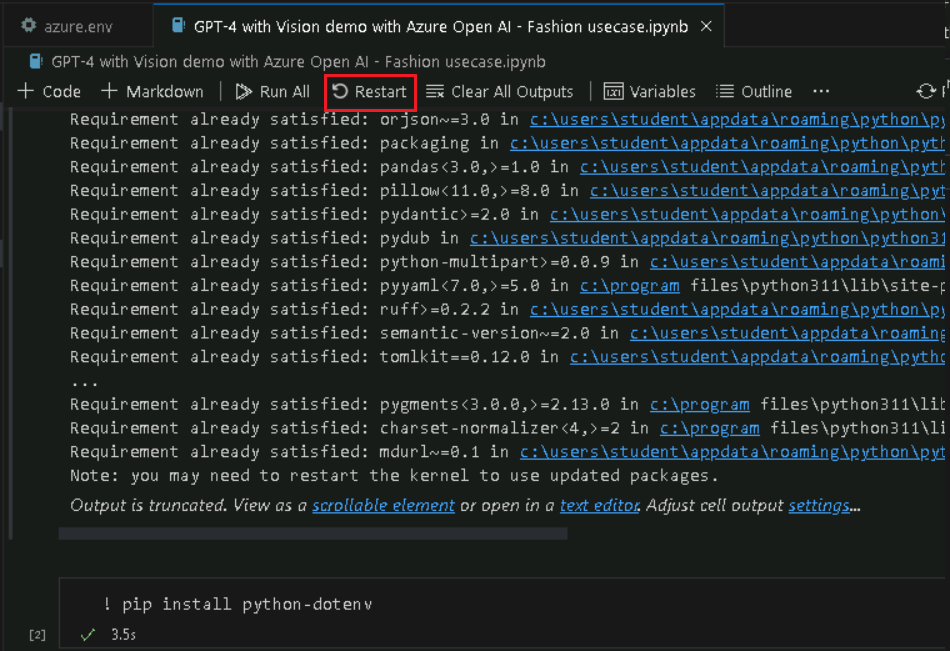 azure.env
GPT-4 with Vision demo with Azure Open AI - Fashion usecase.ipynb
GPT-4 with Vision demo with Azure Open AI - Fashion usecase.ipynb
+ Code + Markdown | Run All Restart Clear All Outputs | Variables Outline ...
Requirement already satisfied: orjson~=3.0 in c:\users\student\appdata\roaming\python\py
Requirement already satisfied: packaging in c:\users\student\appdata\roaming\python\pyth
Requirement already satisfied: pandas<3.0,>=1.0 in c:\users\student\appdata\roaming\pyth
Requirement already satisfied: pillow<11.0,>=8.0 in c:\users\student\appdata\roaming\pyt
Requirement already satisfied: pydantic>=2.0 in c:\users\student\appdata\roaming\python\
Requirement already satisfied: pydub in c:\users\student\appdata\roaming\python\python31
Requirement already satisfied: python-multipart>=0.0.9 in c:\users\student\appdata\roami
Requirement already satisfied: pyyaml<7.0,>=5.0 in c:\program files\python311\lib\site-p
Requirement already satisfied: ruff>=0.2.2 in c:\users\student\appdata\roaming\python\py
Requirement already satisfied: semantic-version~=2.0 in c:\users\student\appdata\roaming
Requirement already satisfied: tomlkit==0.12.0 in c:\users\student\appdata\roaming\pytho
...
Requirement already satisfied: pygments<3.0.0,>=2.13.0 in c:\program files\python311\lib
Requirement already satisfied: charset-normalizer<4,>=2 in c:\program files\python311\li
Requirement already satisfied: mdurl~=0.1 in c:\users\student\appdata\roaming\python\pyt
Note: you may need to restart the kernel to use updated packages.
Output is truncated. View as a scrollable element or open in a text editor. Adjust cell output settings...
! pip install python-dotenv
[2] 3.5s